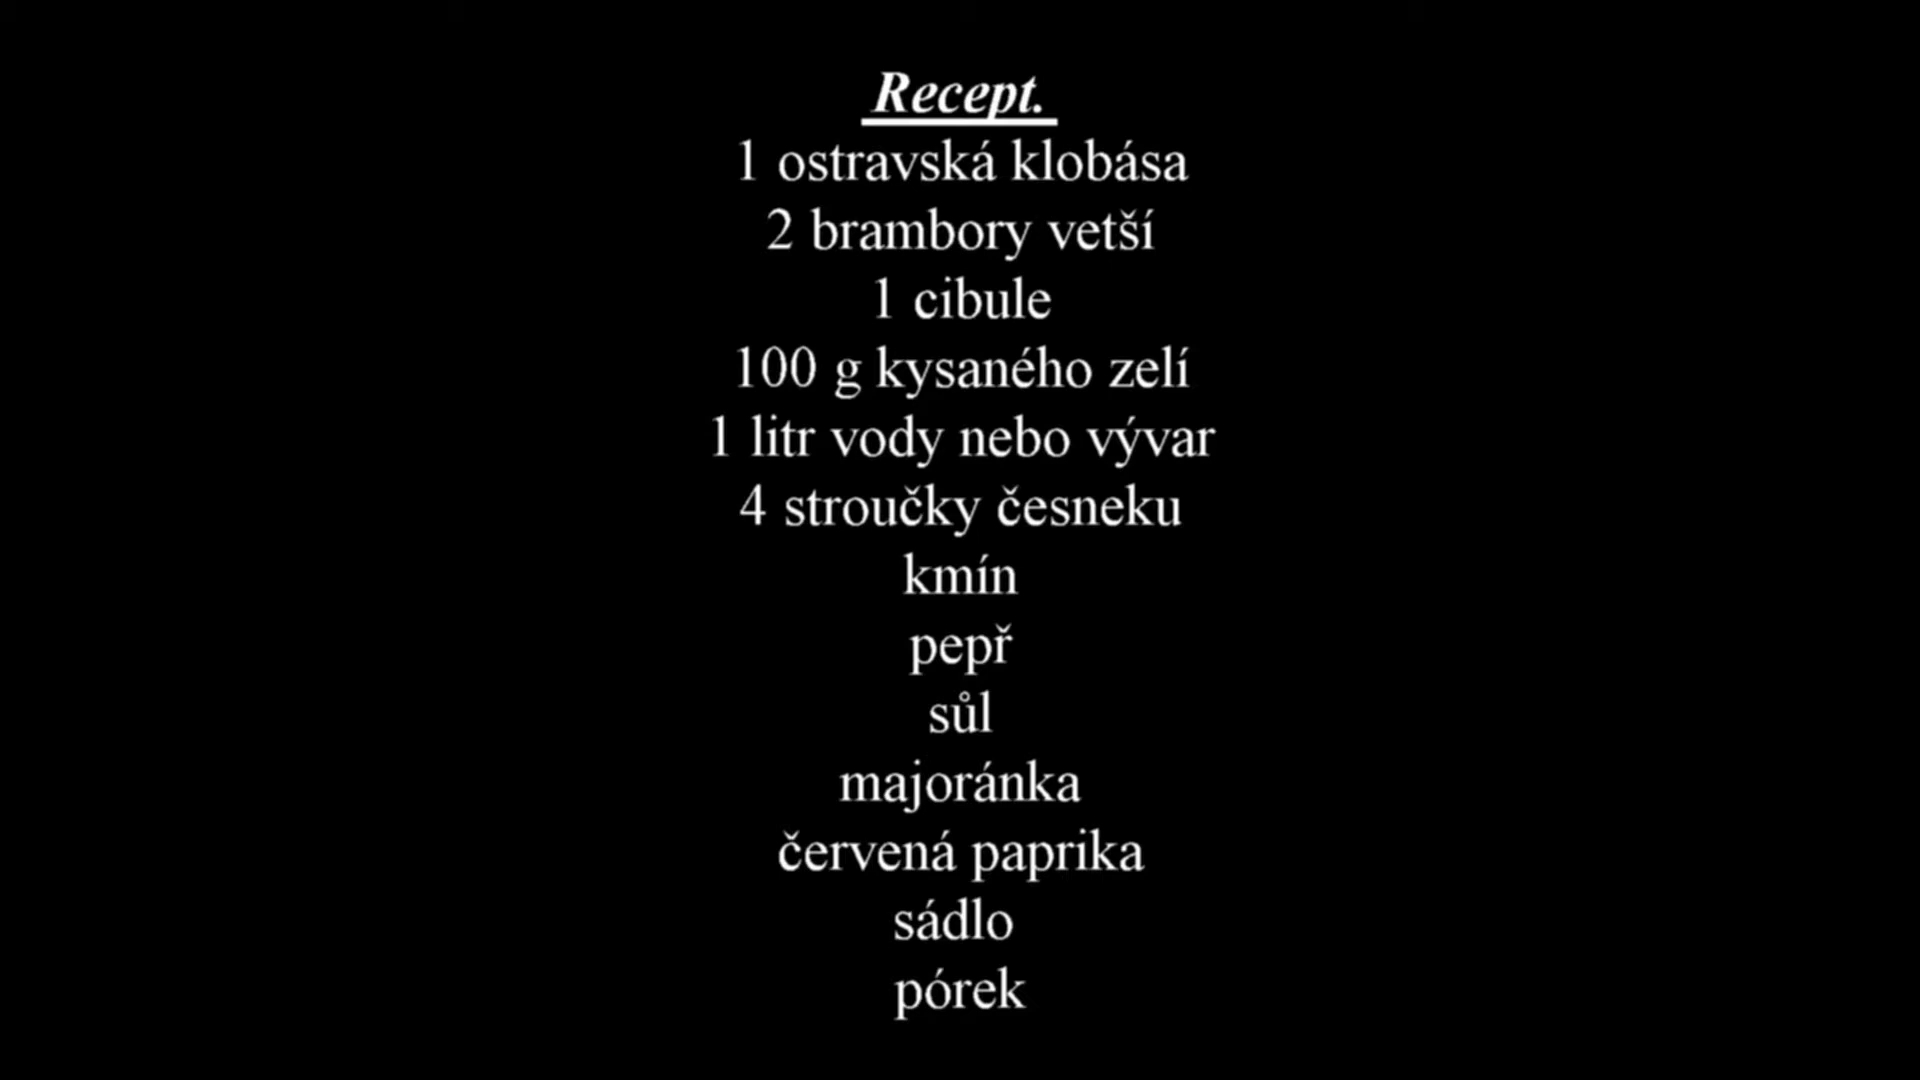 Recept.
1 ostravská klobása
2 brambory vetší
1 cibule
100 g kysaného zelí
1 litr vody nebo vývar
4 stroučky česneku
kmín
pepř
sůl
majoránka
červená paprika
sádlo
pórek